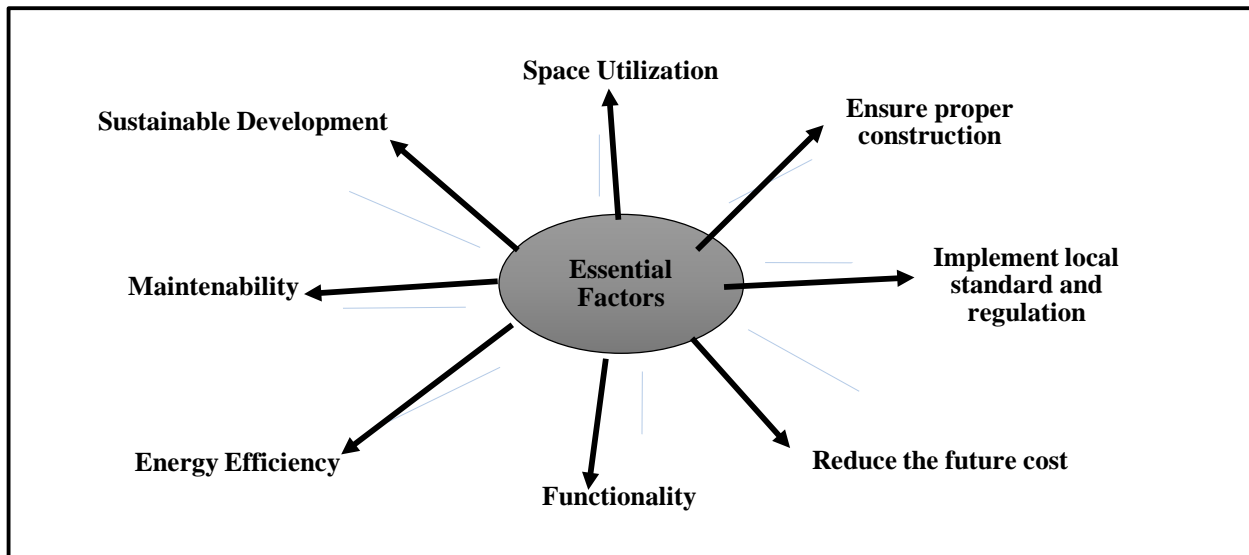 Space Utilization
Ensure proper
construction
Sustainable Development
Implement local
standard and
regulation
Essential
Factors
Maintenability
Reduce the future cost
Energy Efficiency
Functionality